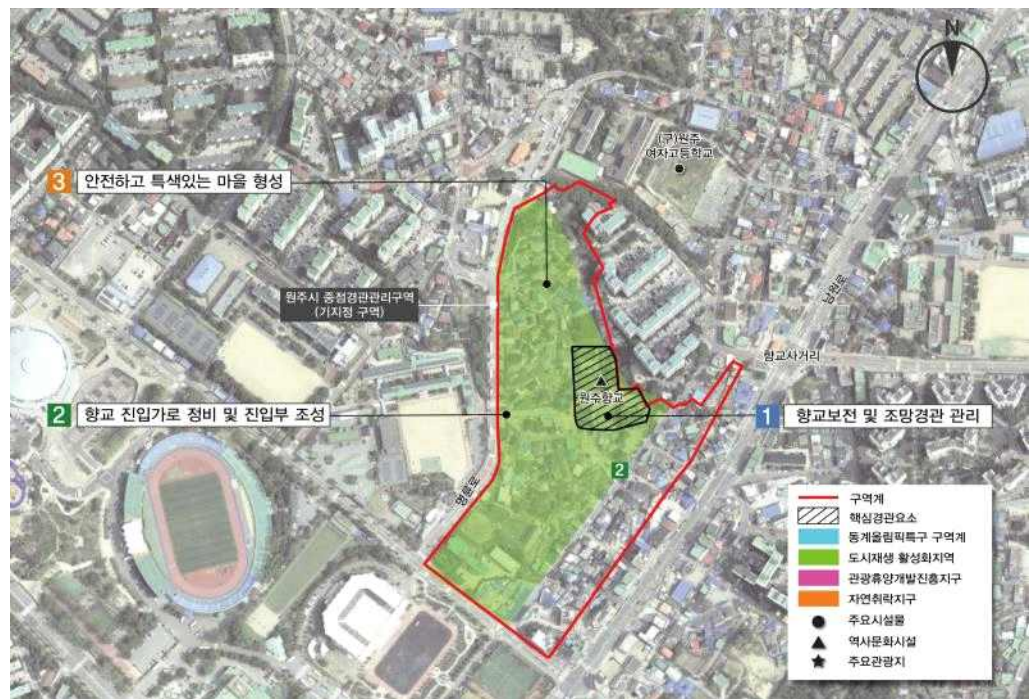 N
(구)원주
여자고등학교
3 안전하고 특색있는 마을 형성
원주시 중점경관관리구역
(기지정 구역)
남원로
향교사거리
원주향교
2 향교 진입가로 정비 및 진입부 조성
1 향교보전 및 조망경관 관리
2
명륜로
구역계
핵심경관요소
동계올림픽특구 구역계
도시재생 활성화지역
관광휴양개발진흥지구
자연취락지구
주요시설물
역사문화시설
주요관광지